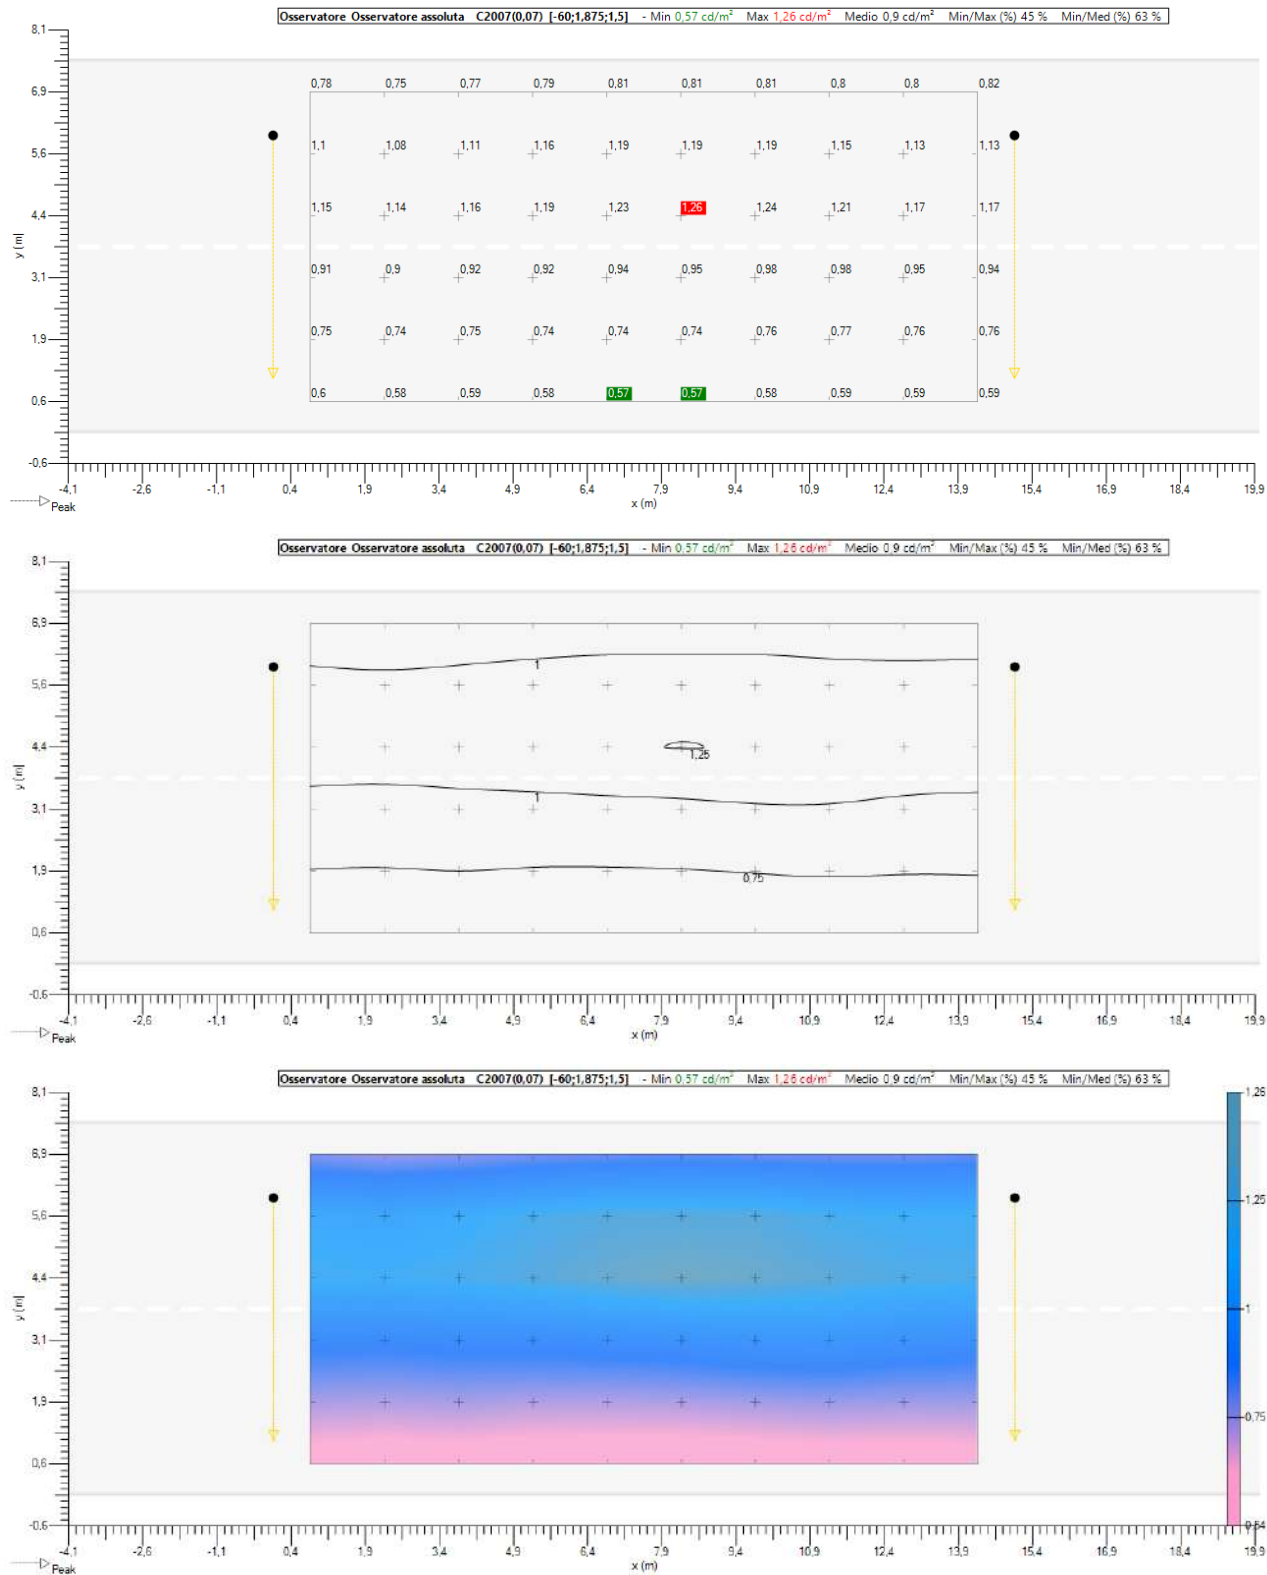 Osservatore Osservatore assoluta C2007(0,07) [-60;1,875;1,5] - Min 0,57 cd/m² Max 1,26 cd/m² Medio 0,9 cd/m² Min/Max (%) 45 % Min/Med (%) 63 %
8,1
0,78 0,75 0,77 0,79 0,81 0,81 0,81 0,8 0,8 0,82
6,9
1,1 1,08 1,11 1,16 1,19 1,19 1,19 1,15 1,13 1,13
5,6
1,15 1,14 1,16 1,19 1,23 1,26 1,24 1,21 1,17 1,17
4,4
y (m)
0,91 0,9 0,92 0,92 0,94 0,95 0,98 0,98 0,95 0,94
3,1
0,75 0,74 0,75 0,74 0,74 0,74 0,76 0,77 0,76 0,76
1,9
0,6 0,58 0,59 0,58 0,57 0,57 0,58 0,59 0,59 0,59
0,6
-0,6
-4,1 -2,6 -1,1 0,4 1,9 3,4 4,9 6,4 7,9 9,4 10,9 12,4 13,9 15,4 16,9 18,4 19,9
x (m)
Peak
Osservatore Osservatore assoluta C2007(0,07) [-60;1,875;1,5] - Min 0,57 cd/m² Max 1,26 cd/m² Medio 0,9 cd/m² Min/Max (%) 45 % Min/Med (%) 63 %
8,1
6,9
1
5,6
4,4
1,25
y (m)
1
3,1
1,9
0,75
0,6
-0,6
-4,1 -2,6 -1,1 0,4 1,9 3,4 4,9 6,4 7,9 9,4 10,9 12,4 13,9 15,4 16,9 18,4 19,9
x (m)
Peak
Osservatore Osservatore assoluta C2007(0,07) [-60;1,875;1,5] - Min 0,57 cd/m² Max 1,26 cd/m² Medio 0,9 cd/m² Min/Max (%) 45 % Min/Med (%) 63 %
8,1 1,26
6,9
1,25
5,6
4,4
y (m) 1
3,1
1,9
0,75
0,6
-0,6 0,54
-4,1 -2,6 -1,1 0,4 1,9 3,4 4,9 6,4 7,9 9,4 10,9 12,4 13,9 15,4 16,9 18,4 19,9
x (m)
Peak